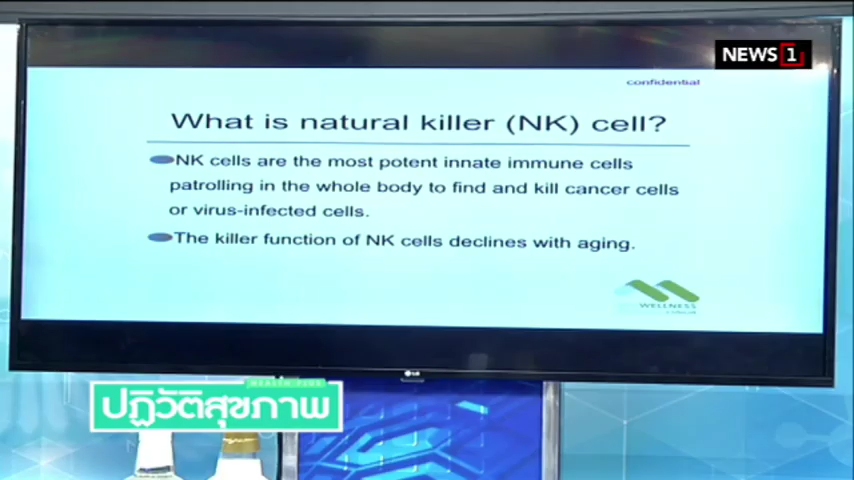 NEWS 1
confidential
What is natural killer (NK) cell?
NK cells are the most potent innate immune cells
patrolling in the whole body to find and kill cancer cells
or virus-infected cells.
The killer function of NK cells declines with aging.
WELLNESS
LG
ปฏิวัติสุขภาพ